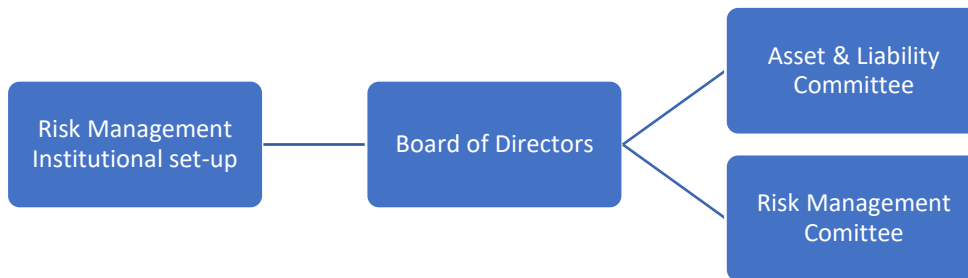 Risk Management
Institutional set-up
Board of Directors
Asset & Liability
Committee
Risk Management
Comittee